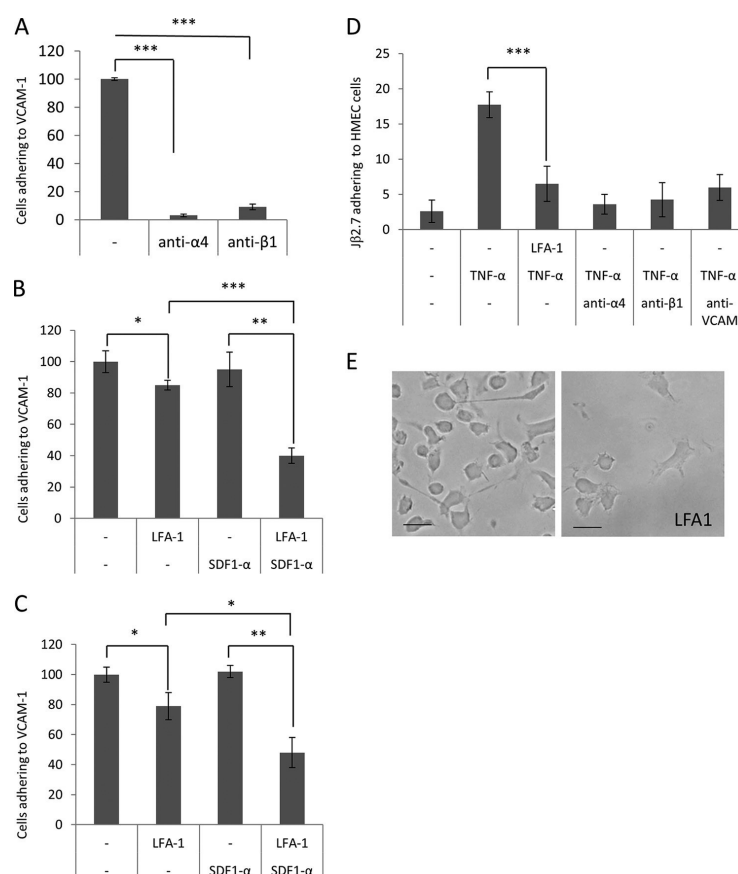 A
***
***
Cells adhering to VCAM-1
120
100
80
60
40
20
0
- anti-α4 anti-β1
B
***
* **
Cells adhering to VCAM-1
120
100
80
60
40
20
0
- LFA-1 - LFA-1
- - SDF1-α SDF1-α
C
*
* **
Cells adhering to VCAM-1
120
100
80
60
40
20
0
- LFA-1 - LFA-1
- - SDF1-α SDF1-α
D
***
Jβ2.7 adhering to HMEC cells
25
20
15
10
5
0
- - LFA-1 - - -
- TNF-α TNF-α TNF-α TNF-α TNF-α
- - - anti-α4 anti-β1 anti-
VCAM
E
LFA1